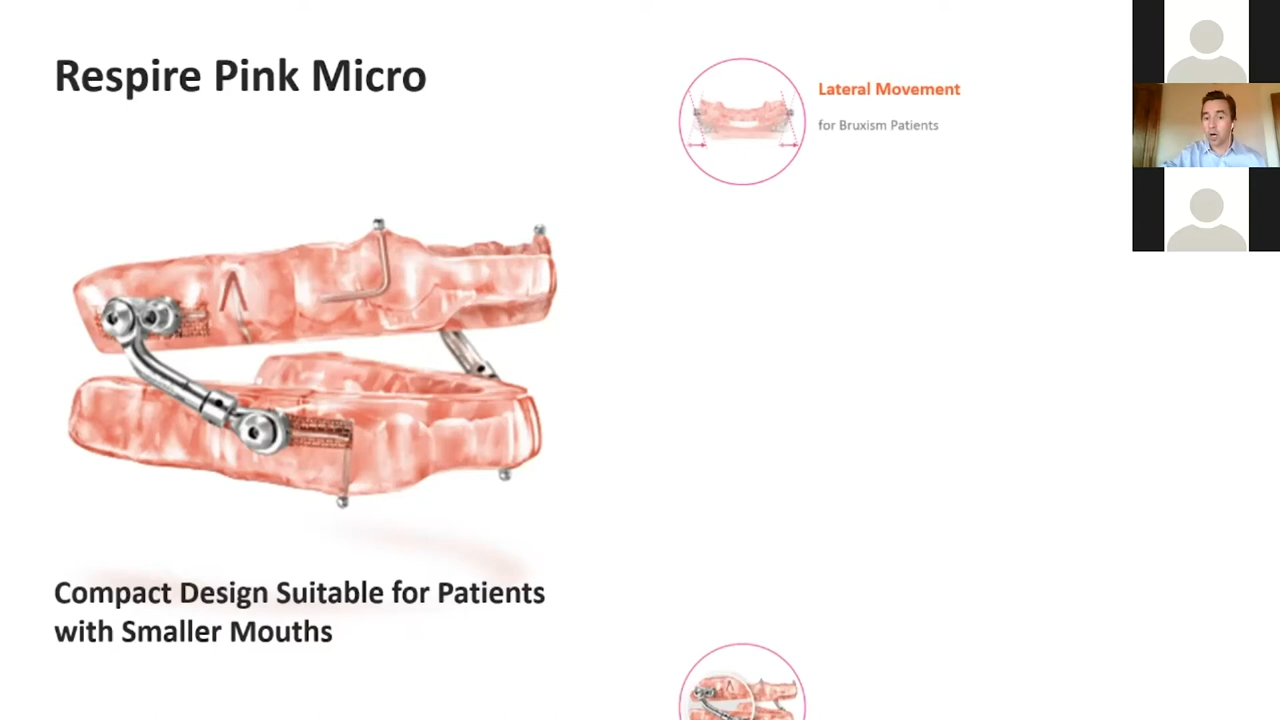 Respire Pink Micro
Lateral Movement
for Bruxism Patients
Compact Design Suitable for Patients
with Smaller Mouths